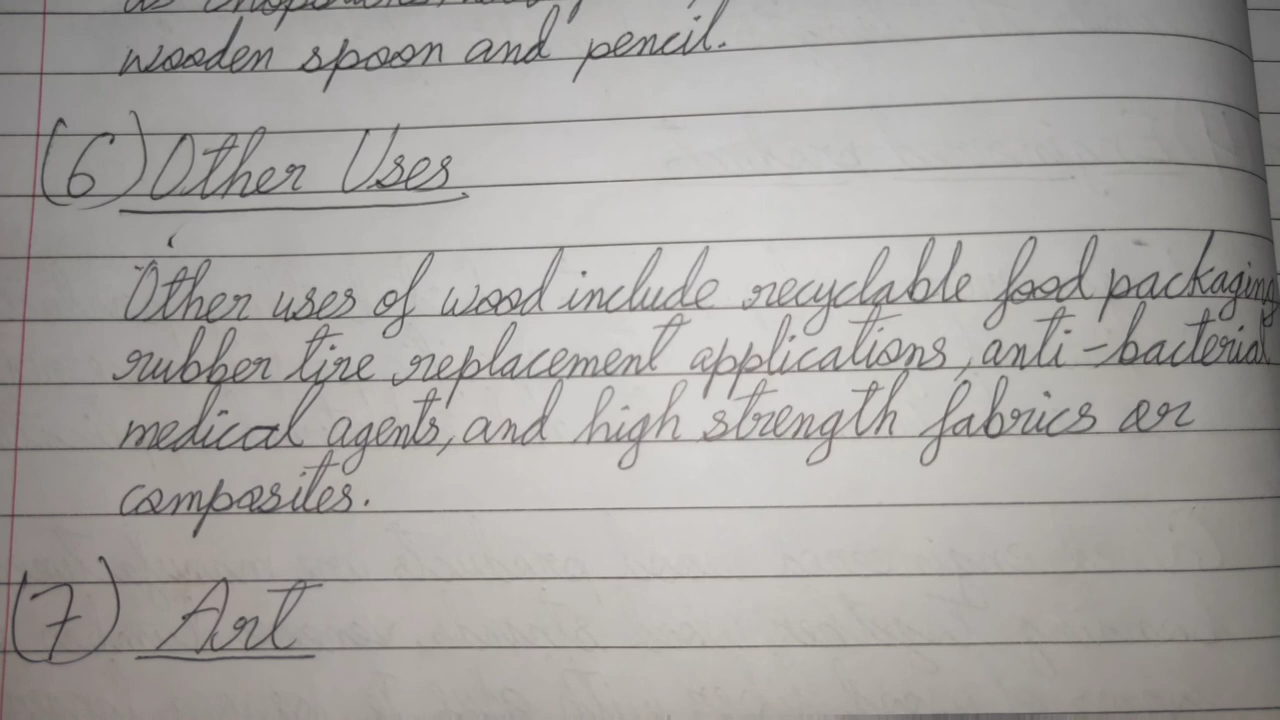 as
wooden spoon and pencil.
(6) Other Uses
Other uses of wood include recyclable food packaging
rubber tire replacement applications, anti-bacterial
medical agents, and high strength fabrics or
composites.
(7) Art